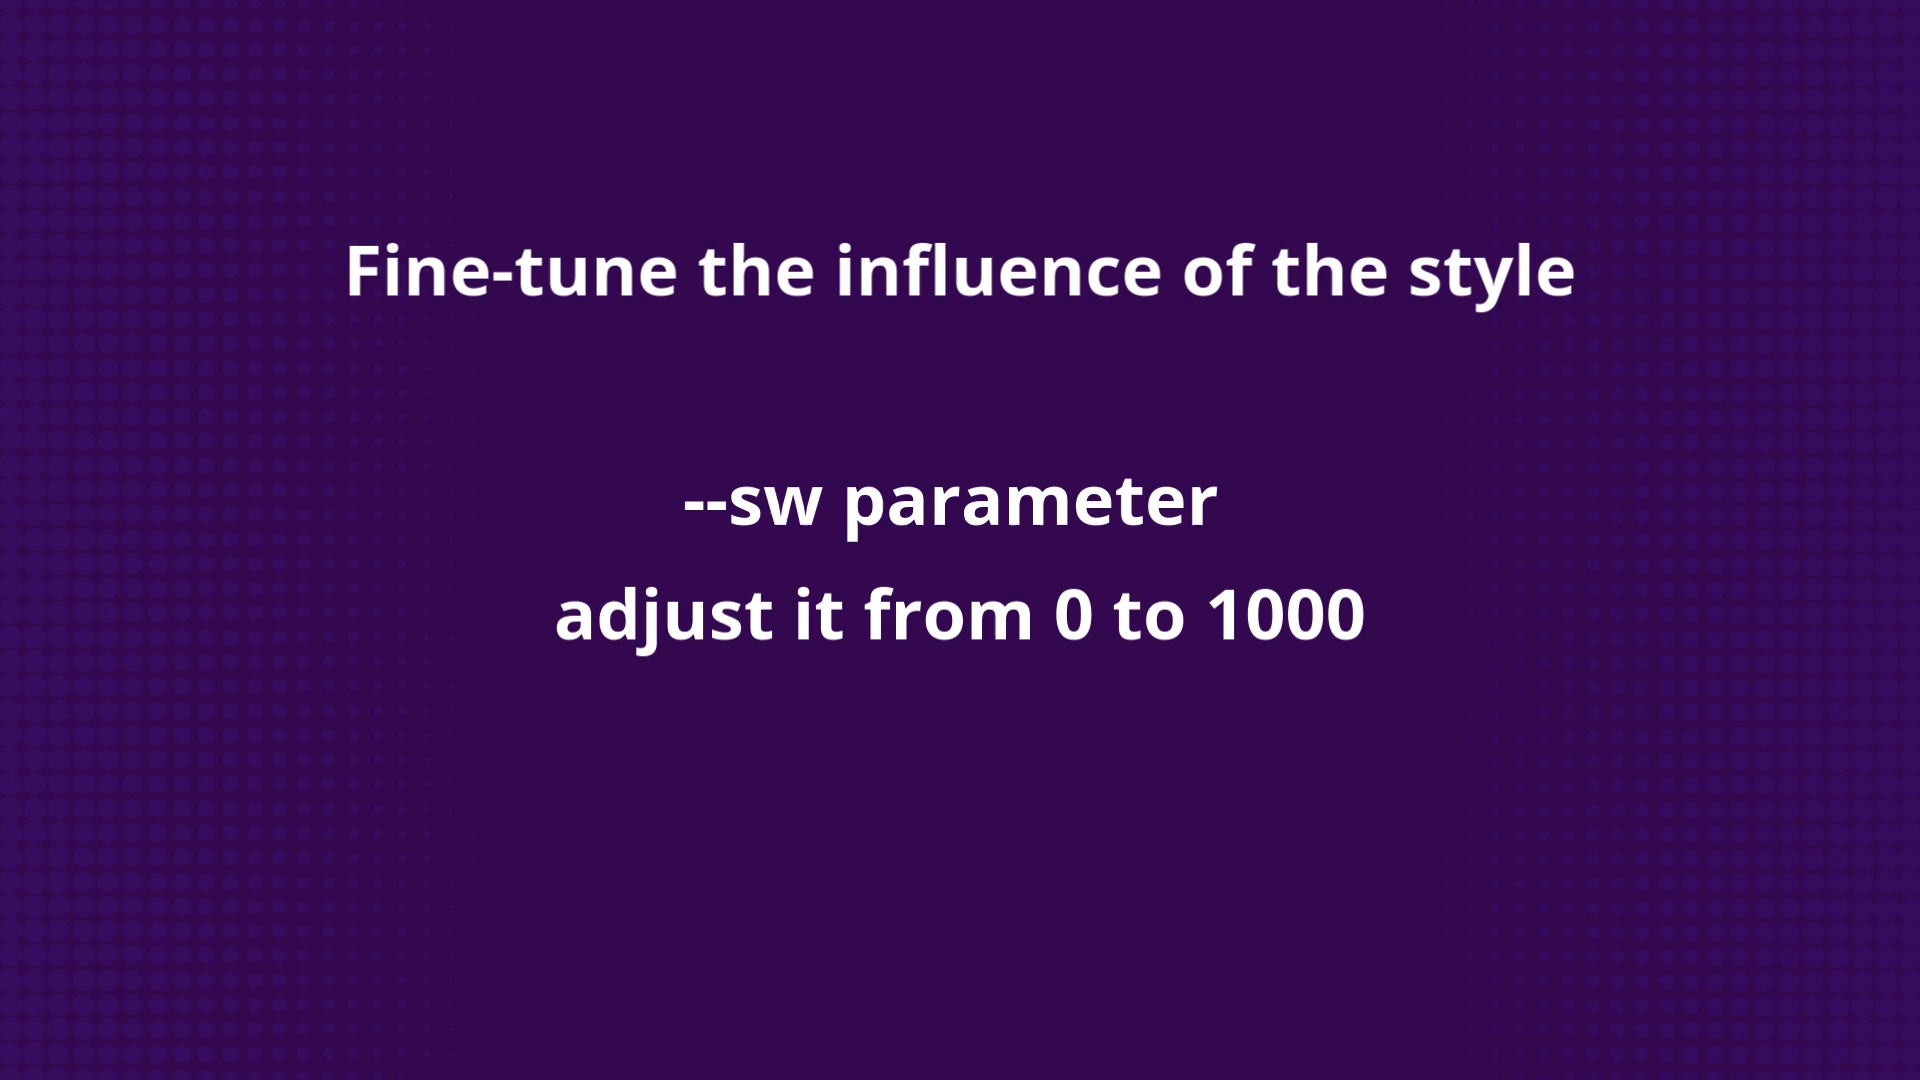 Fine-tune the influence of the style
--sw parameter
adjust it from 0 to 1000